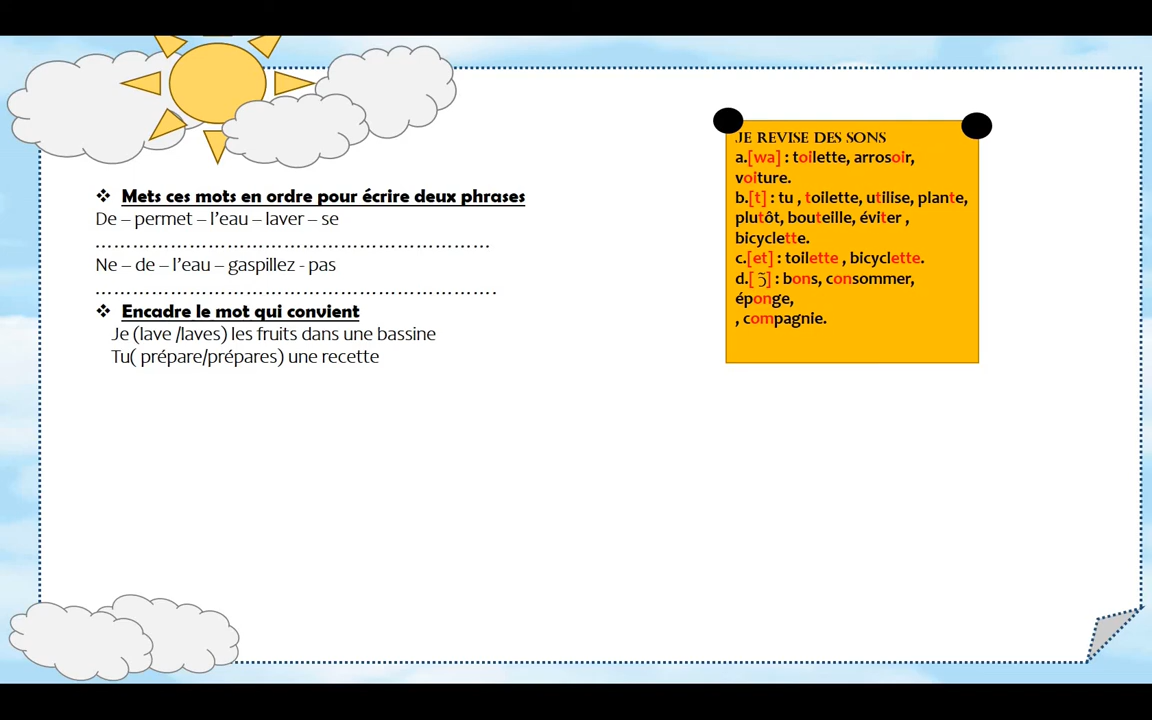 ❖ Mets ces mots en ordre pour écrire deux phrases
De – permet – l’eau – laver – se
…………………………………………………………
Ne – de – l’eau – gaspillez - pas
………………………………………………………….
❖ Encadre le mot qui convient
Je (lave /laves) les fruits dans une bassine
Tu( prépare/prépares) une recette
JE REVISE DES SONS
a.[wa] : toilette, arrosoir,
voiture.
b.[t] : tu , toilette, utilise, plante,
plutôt, bouteille, éviter ,
bicyclette.
c.[et] : toilette , bicyclette.
d.[ ʒ] : bons, consommer,
éponge,
, compagnie.